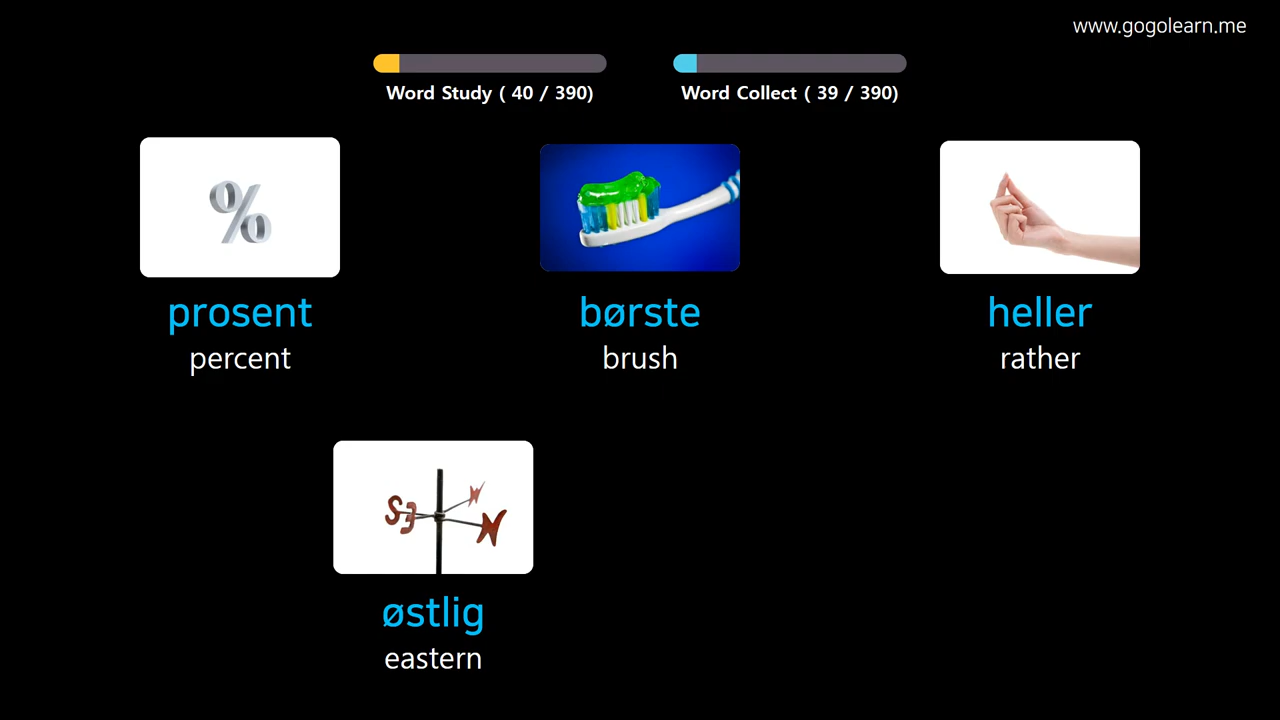 www.gogolearn.me
Word Study ( 40 / 390)
Word Collect ( 39 / 390)
%
prosent
percent
børste
brush
heller
rather
østlig
eastern